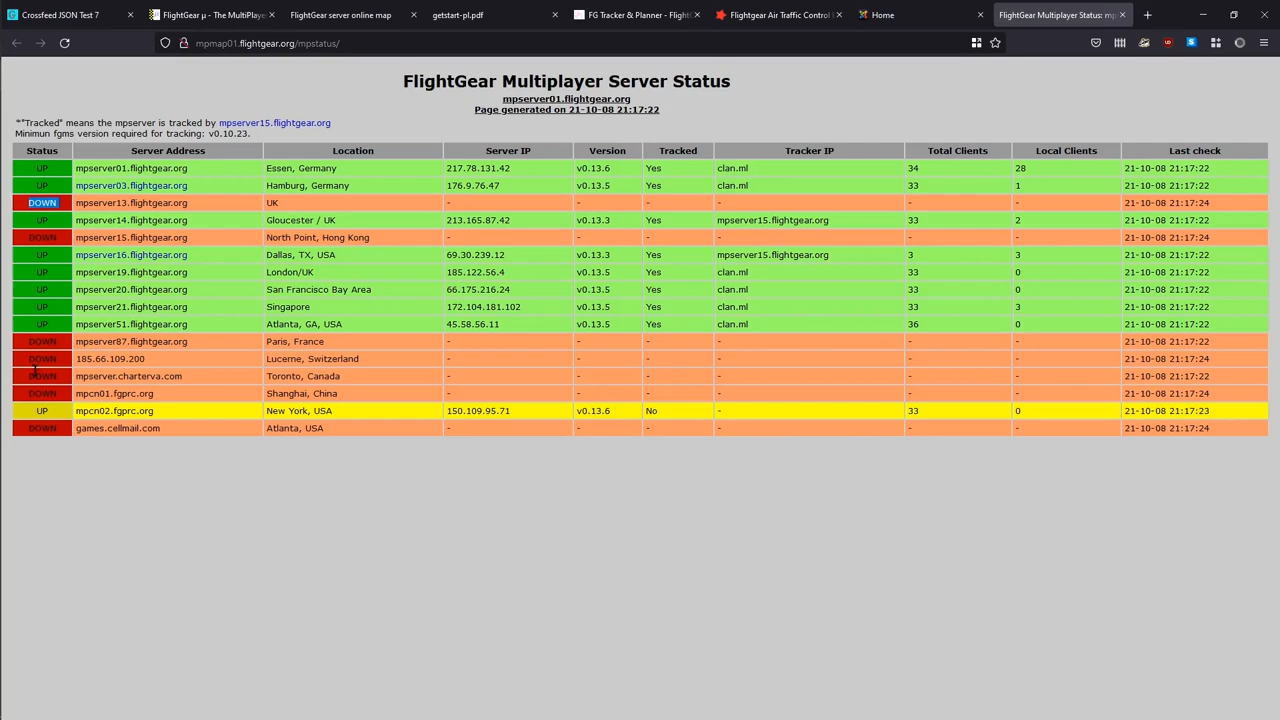 Crossfeed JSON Test 7
FlightGear μ - The MultiPlaye
FlightGear server online map
getstart-pl.pdf
FG Tracker & Planner - FlightG
Flightgear Air Traffic Control
Home
FlightGear Multiplayer Status: mp
mpmap01.flightgear.org/mpstatus/
FlightGear Multiplayer Server Status
mpserver01.flightgear.org
Page generated on 21-10-08 21:17:22
*"Tracked" means the mpserver is tracked by mpserver15.flightgear.org
Minimun fgms version required for tracking: v0.10.23.
Status Server Address Location Server IP Version Tracked Tracker IP Total Clients Local Clients Last check
UP mpserver01.flightgear.org Essen, Germany 217.78.131.42 v0.13.6 Yes clan.ml 34 28 21-10-08 21:17:22
UP mpserver03.flightgear.org Hamburg, Germany 176.9.76.47 v0.13.5 Yes clan.ml 33 1 21-10-08 21:17:22
DOWN mpserver13.flightgear.org UK - - - - - - 21-10-08 21:17:24
UP mpserver14.flightgear.org Gloucester / UK 213.165.87.42 v0.13.3 Yes mpserver15.flightgear.org 33 2 21-10-08 21:17:22
DOWN mpserver15.flightgear.org North Point, Hong Kong - - - - - - 21-10-08 21:17:24
UP mpserver16.flightgear.org Dallas, TX, USA 69.30.239.12 v0.13.3 Yes mpserver15.flightgear.org 3 3 21-10-08 21:17:22
UP mpserver19.flightgear.org London/UK 185.122.56.4 v0.13.5 Yes clan.ml 33 0 21-10-08 21:17:22
UP mpserver20.flightgear.org San Francisco Bay Area 66.175.216.24 v0.13.5 Yes clan.ml 33 0 21-10-08 21:17:22
UP mpserver21.flightgear.org Singapore 172.104.181.102 v0.13.5 Yes clan.ml 33 3 21-10-08 21:17:22
UP mpserver51.flightgear.org Atlanta, GA, USA 45.58.56.11 v0.13.5 Yes clan.ml 36 0 21-10-08 21:17:22
DOWN mpserver87.flightgear.org Paris, France - - - - - - 21-10-08 21:17:22
DOWN 185.66.109.200 Lucerne, Switzerland - - - - - - 21-10-08 21:17:24
DOWN mpserver.charterva.com Toronto, Canada - - - - - - 21-10-08 21:17:22
DOWN mpcn01.fgprc.org Shanghai, China - - - - - - 21-10-08 21:17:24
UP mpcn02.fgprc.org New York, USA 150.109.95.71 v0.13.6 No - 33 0 21-10-08 21:17:23
DOWN games.cellmail.com Atlanta, USA - - - - - - 21-10-08 21:17:24